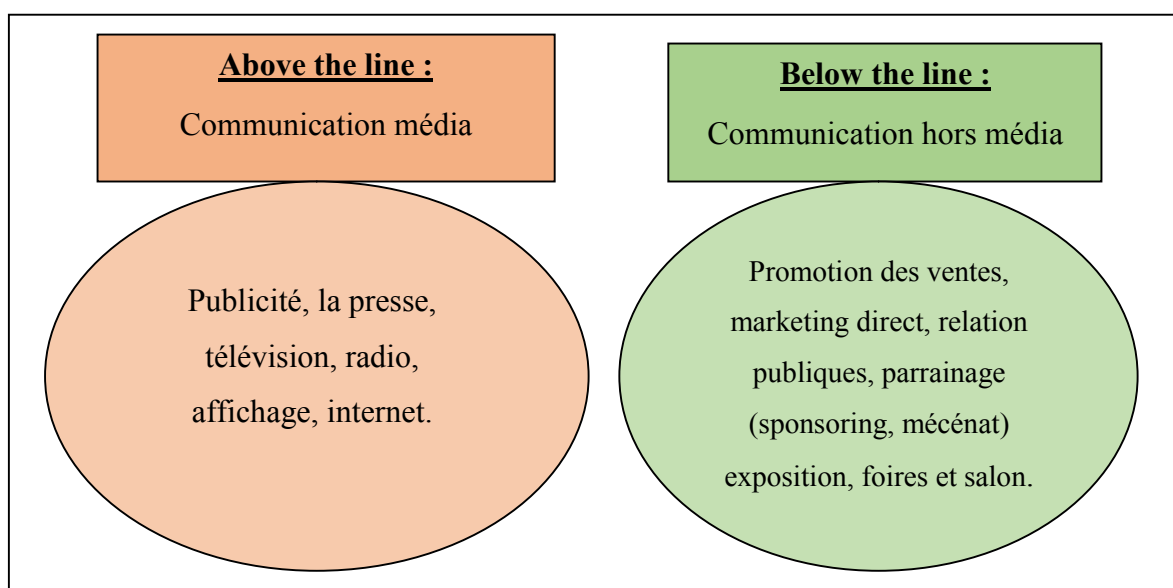 Above the line :
Communication média
Publicité, la presse,
télévision, radio,
affichage, internet.
Below the line :
Communication hors média
Promotion des ventes,
marketing direct, relation
publiques, parrainage
(sponsoring, mécénat)
exposition, foires et salon.